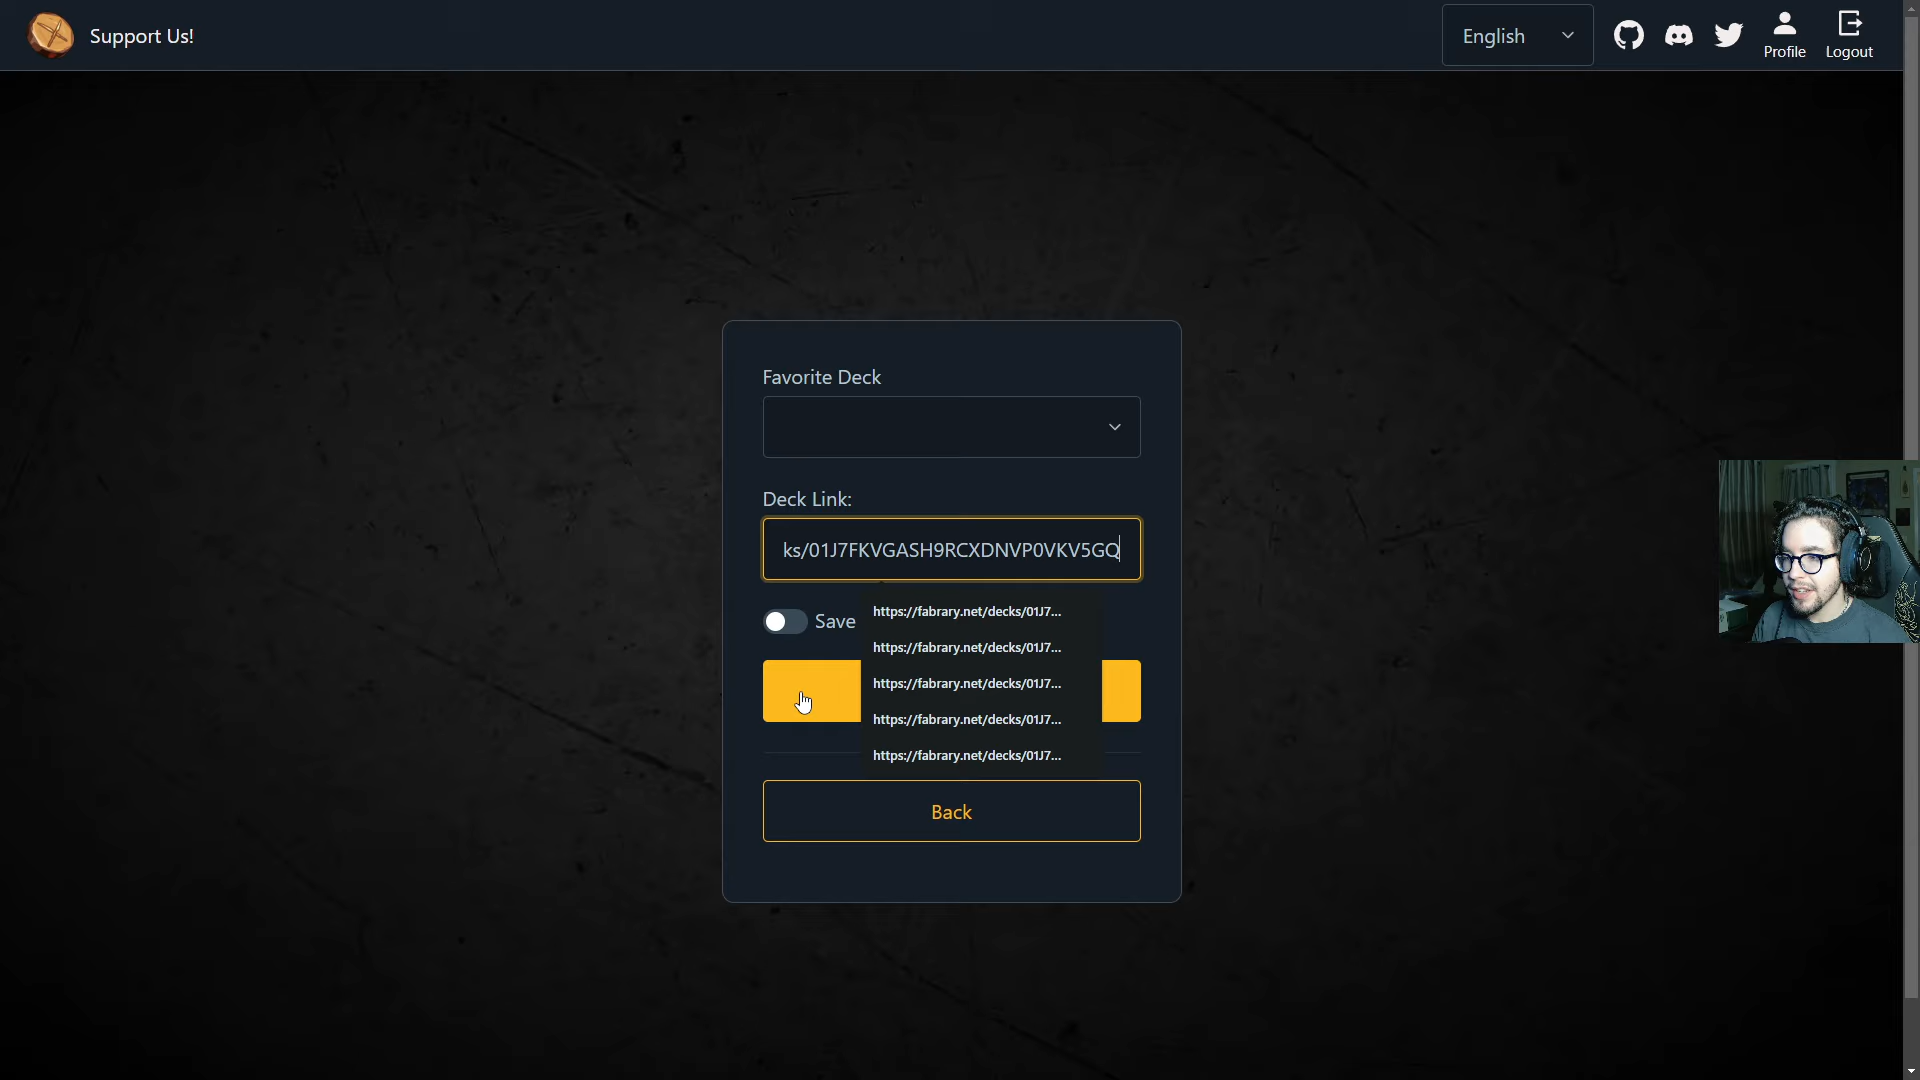 Support Us!
English
Profile
Logout
Favorite Deck
Deck Link:
ks/01J7FKVGASH9RCXDNVP0VKV5GQ
Save
https://fabrary.net/decks/01J7...
https://fabrary.net/decks/01J7...
https://fabrary.net/decks/01J7...
https://fabrary.net/decks/01J7...
https://fabrary.net/decks/01J7...
Back